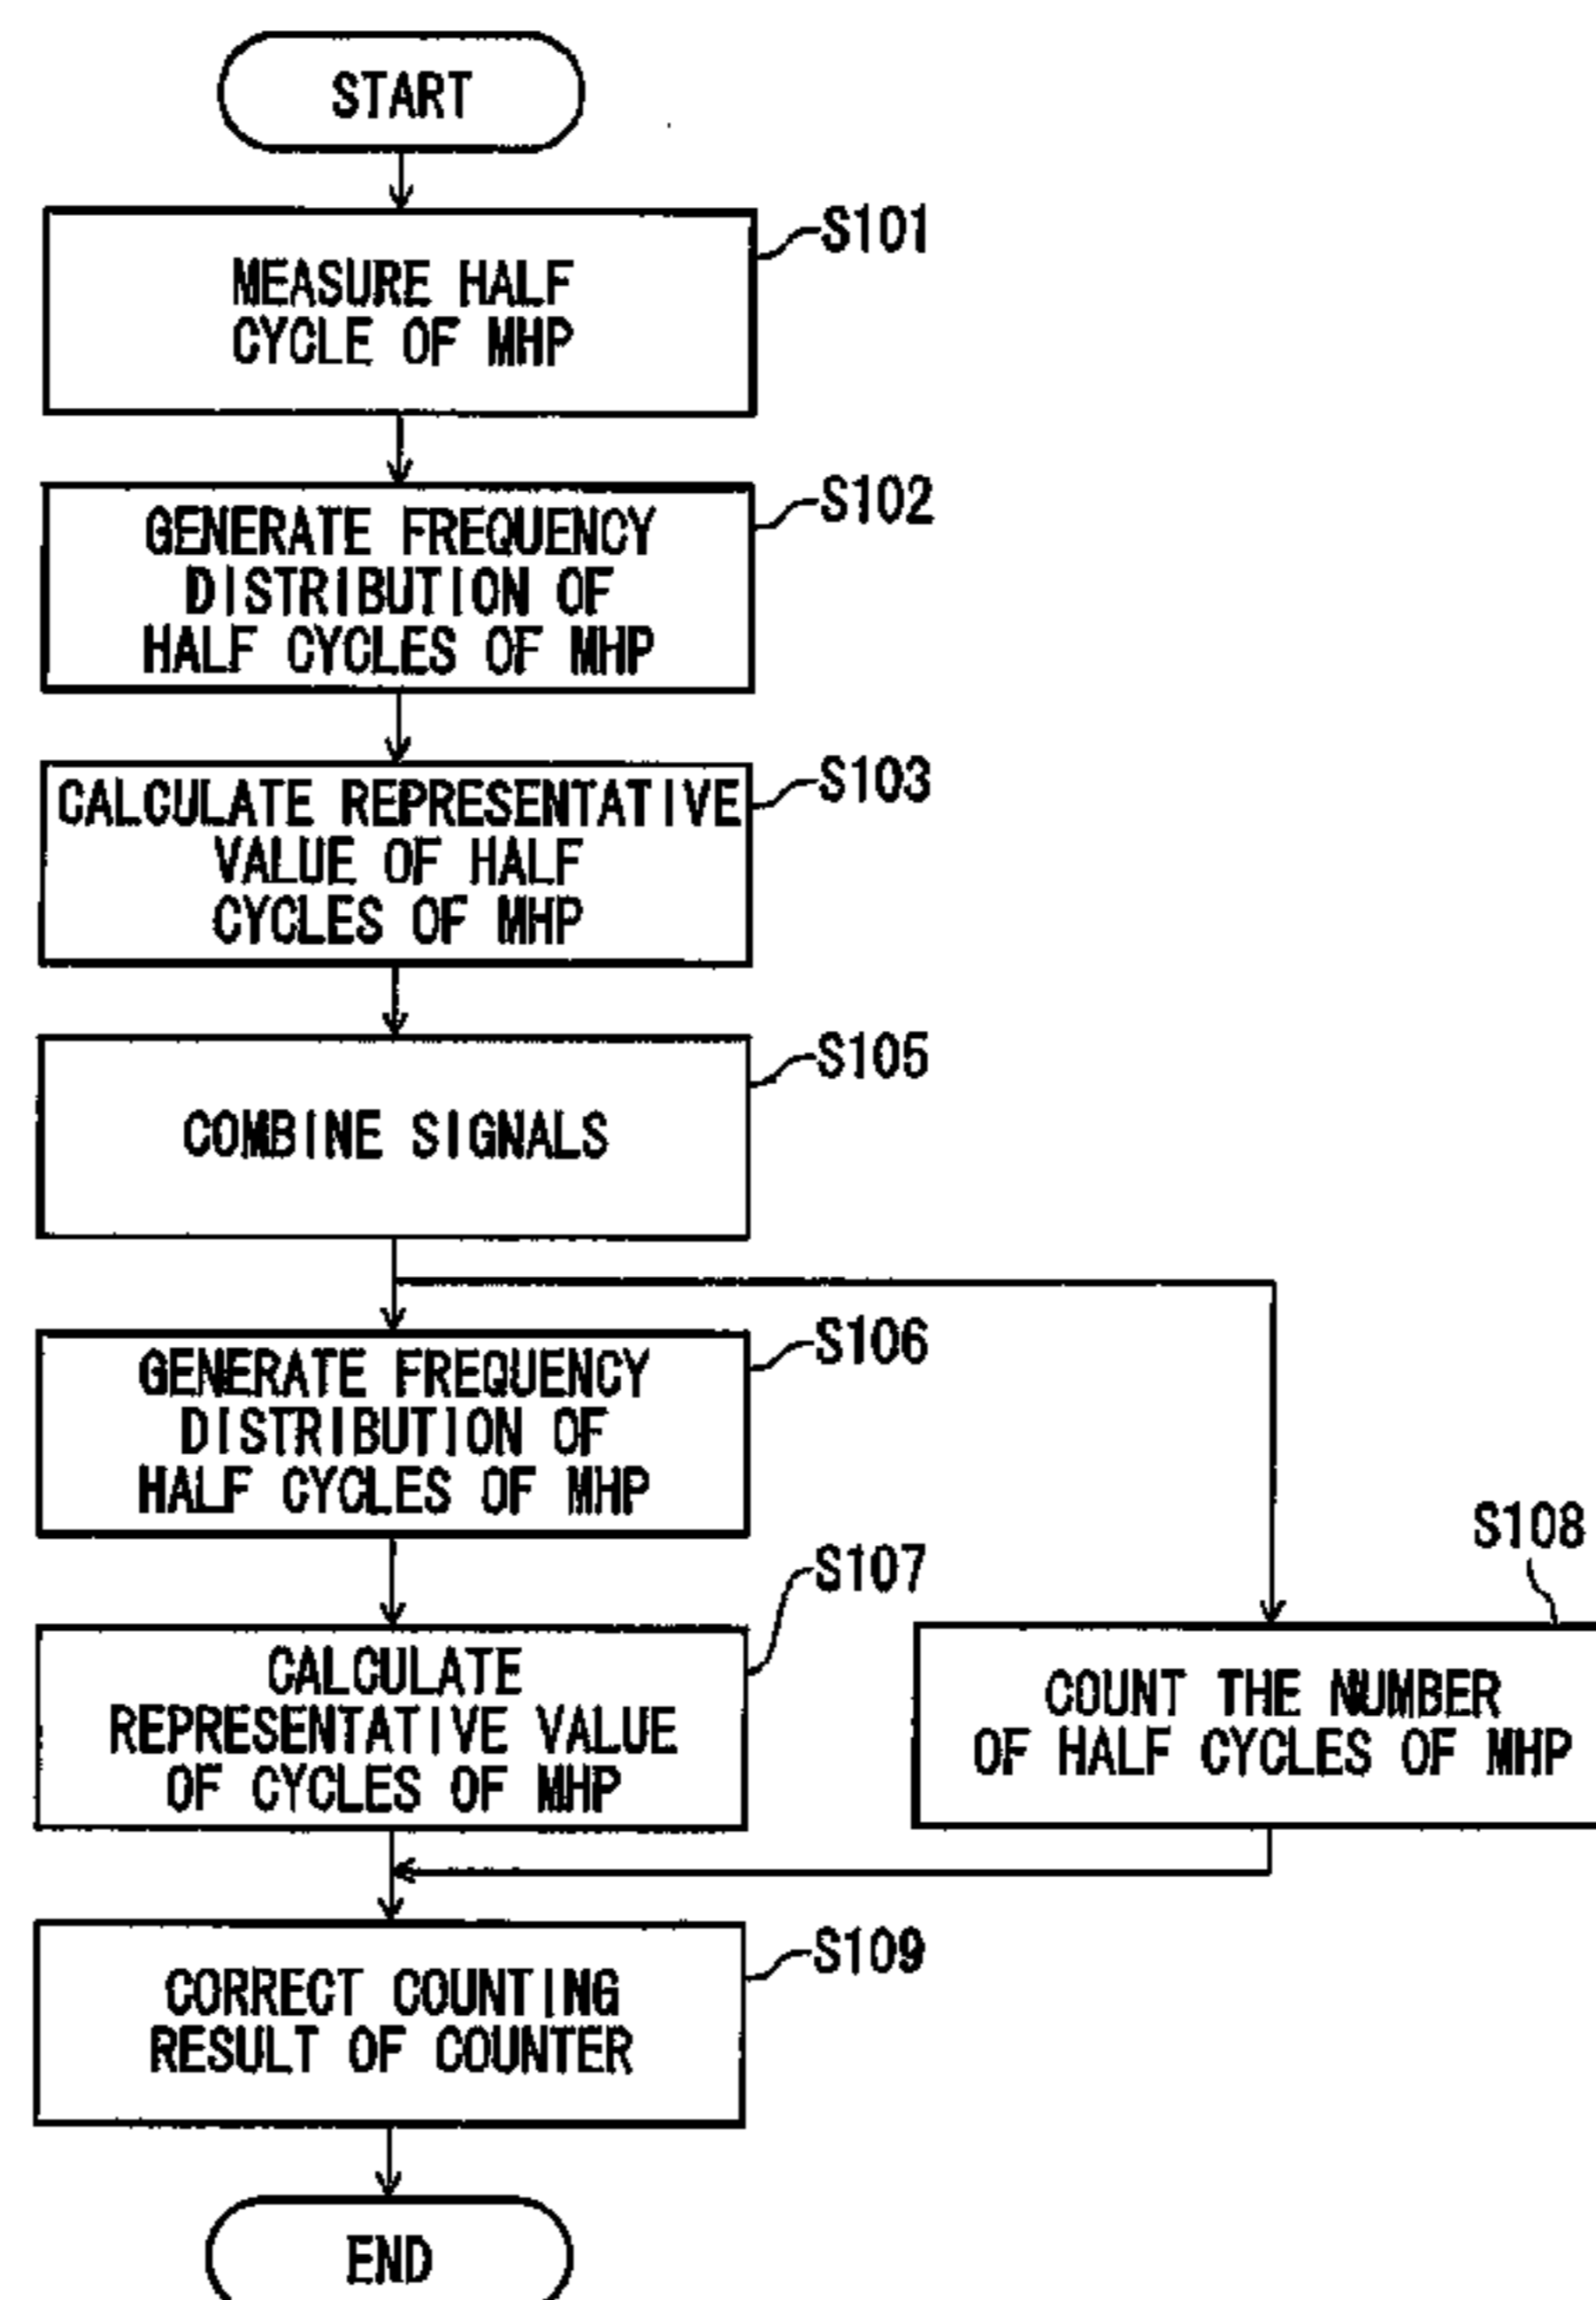 START
S101
MEASURE HALF
CYCLE OF MHP
S102
GENERATE FREQUENCY
DISTRIBUTION OF
HALF CYCLES OF MHP
S103
CALCULATE REPRESENTATIVE
VALUE OF HALF
CYCLES OF MHP
S105
COMBINE SIGNALS
S106
GENERATE FREQUENCY
DISTRIBUTION OF
HALF CYCLES OF MHP
S107
CALCULATE
REPRESENTATIVE VALUE
OF CYCLES OF MHP
S108
COUNT THE NUMBER
OF HALF CYCLES OF MHP
S109
CORRECT COUNTING
RESULT OF COUNTER
END